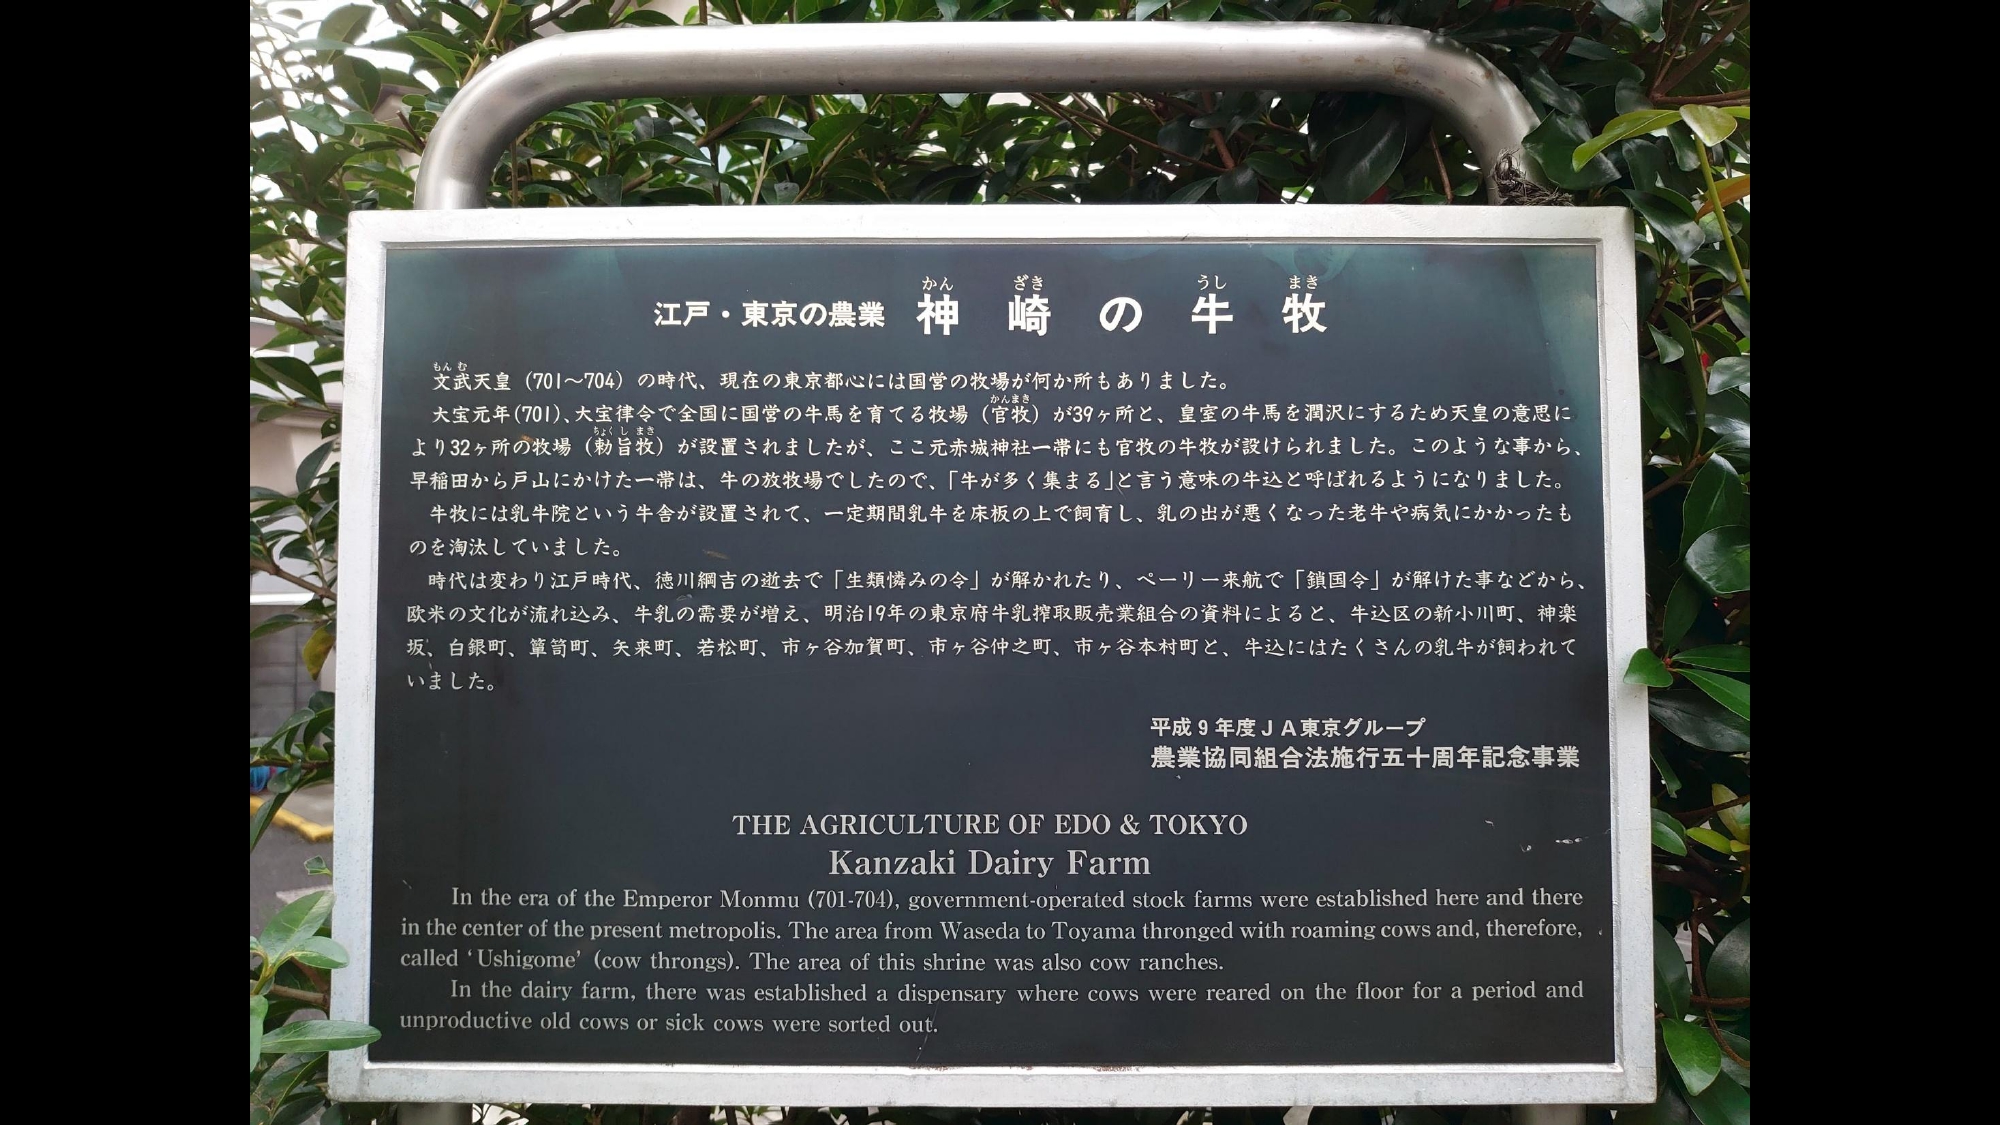 江戸・東京の農業 神崎の牛牧
かん ざき うし まき
文武天皇（701〜704）の時代、現在の東京都心には国営の牧場が何か所もありました。
もん む
大宝元年(701)、大宝律令で全国に国営の牛馬を育てる牧場（官牧）が39ヶ所と、皇室の牛馬を潤沢にするため天皇の意思に
かんまき
より32ヶ所の牧場（勅旨牧）が設置されましたが、ここ元赤城神社一帯にも官牧の牛牧が設けられました。このような事から、
ちょく し まき
早稲田から戸山にかけた一帯は、牛の放牧場でしたので、「牛が多く集まる」と言う意味の牛込と呼ばれるようになりました。
牛牧には乳牛院という牛舎が設置されて、一定期間乳牛を床板の上で飼育し、乳の出が悪くなった老牛や病気にかかったも
のを淘汰していました。
時代は変わり江戸時代、徳川綱吉の逝去で「生類憐みの令」が解かれたり、ペーリー来航で「鎖国令」が解けた事などから、
欧米の文化が流れ込み、牛乳の需要が増え、明治19年の東京府牛乳搾取販売業組合の資料によると、牛込区の新小川町、神楽
坂、白銀町、箪笥町、矢来町、若松町、市ヶ谷加賀町、市ヶ谷仲之町、市ヶ谷本村町と、牛込にはたくさんの乳牛が飼われて
いました。
平成9年度JA東京グループ
農業協同組合法施行五十周年記念事業
THE AGRICULTURE OF EDO & TOKYO
Kanzaki Dairy Farm
In the era of the Emperor Monmu (701-704), government-operated stock farms were established here and there
in the center of the present metropolis. The area from Waseda to Toyama thronged with roaming cows and, therefore,
called ‘Ushigome’ (cow throngs). The area of this shrine was also cow ranches.
In the dairy farm, there was established a dispensary where cows were reared on the floor for a period and
unproductive old cows or sick cows were sorted out.